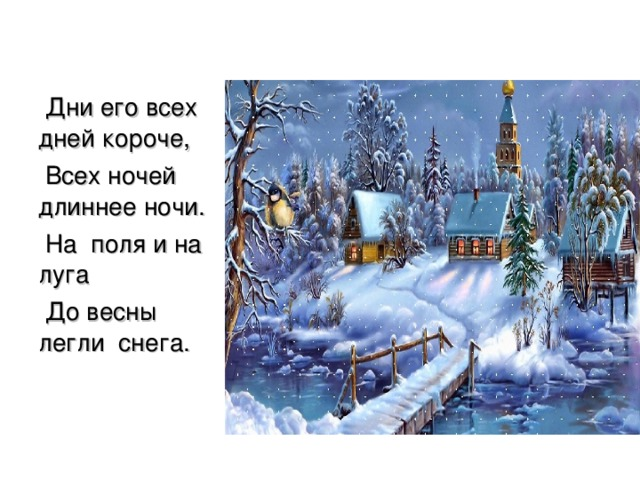 Дни его всех
дней короче,
Всех ночей
длиннее ночи.
На поля и на
луга
До весны
легли снега.